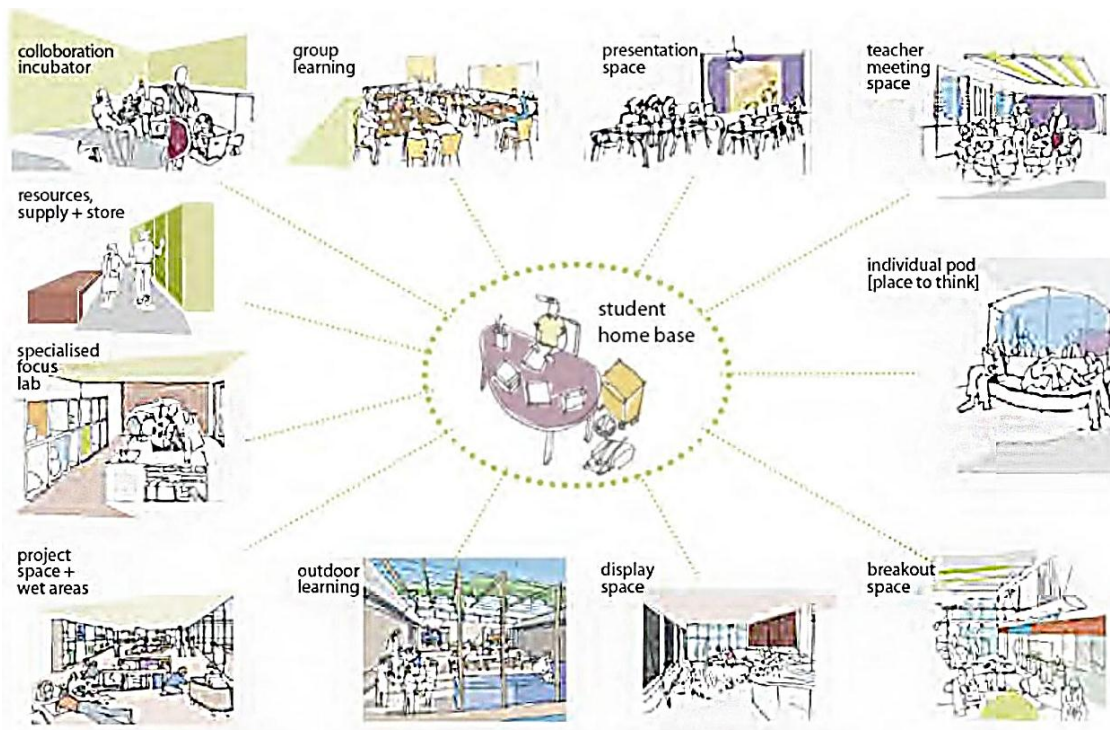 colloboration
incubator
group
learning
presentation
space
teacher
meeting
space
resources,
supply + store
individual pod
[place to think]
student
home base
specialised
focus
lab
project
space +
wet areas
outdoor
learning
display
space
breakout
space